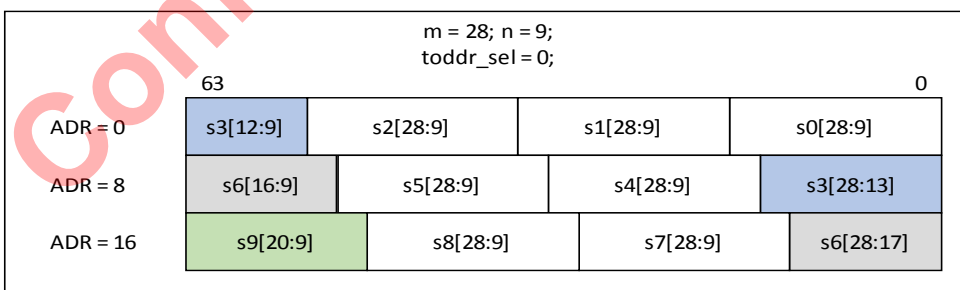 m = 28; n = 9;
toddr_sel = 0;
63 0
ADR = 0 s3[12:9] s2[28:9] s1[28:9] s0[28:9]
ADR = 8 s6[16:9] s5[28:9] s4[28:9] s3[28:13]
ADR = 16 s9[20:9] s8[28:9] s7[28:9] s6[28:17]
Con